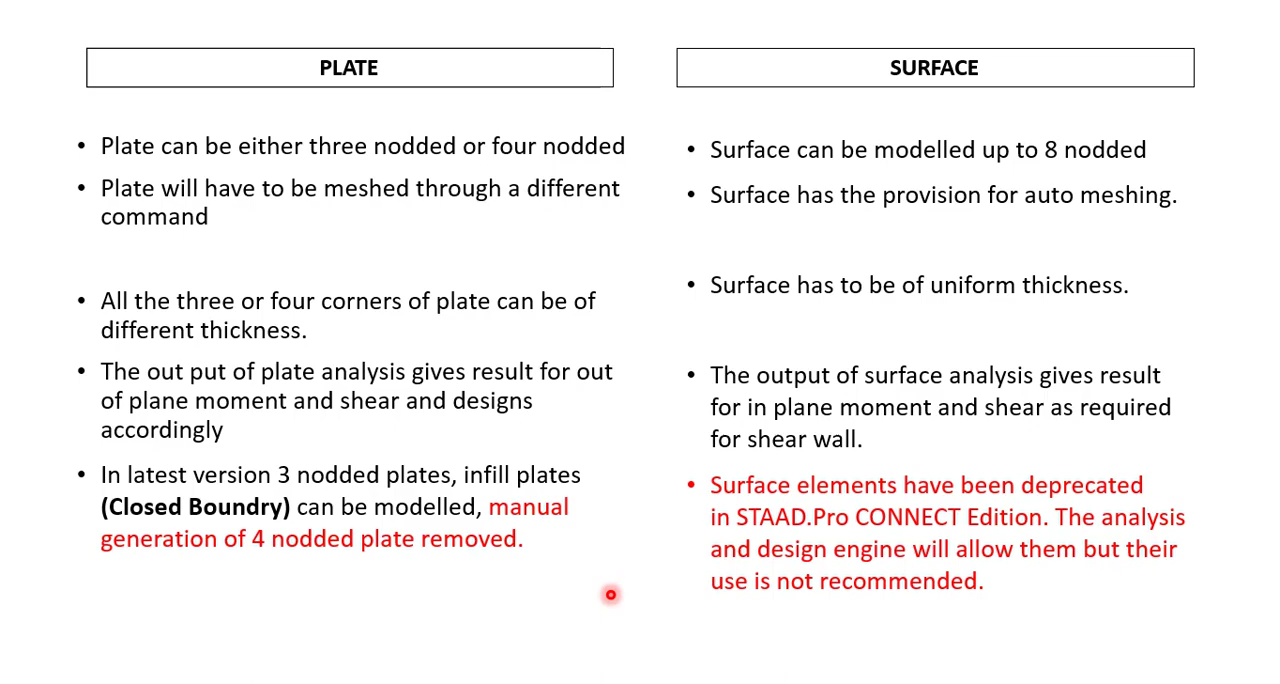 PLATE
• Plate can be either three nodded or four nodded
• Plate will have to be meshed through a different
command
• All the three or four corners of plate can be of
different thickness.
• The out put of plate analysis gives result for out
of plane moment and shear and designs
accordingly
• In latest version 3 nodded plates, infill plates
(Closed Boundry) can be modelled, manual
generation of 4 nodded plate removed.
SURFACE
• Surface can be modelled up to 8 nodded
• Surface has the provision for auto meshing.
• Surface has to be of uniform thickness.
• The output of surface analysis gives result
for in plane moment and shear as required
for shear wall.
• Surface elements have been deprecated
in STAAD.Pro CONNECT Edition. The analysis
and design engine will allow them but their
use is not recommended.